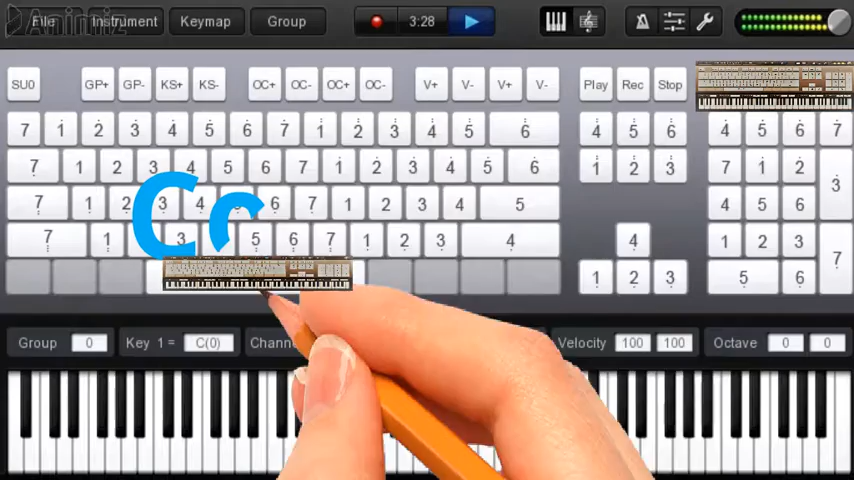 Animiz
File Instrument Keymap Group 3:28
SU0 GP+ GP- KS+ KS- OC+ OC- OC+ OC- V+ V- V+ V- Play Rec Stop
7 1 2 3 4 5 6 7 1 2 3 4 5 6 4 5 6 4 5 6 7
7 1 2 3 4 5 6 7 1 2 3 4 5 6 1 2 3 7 1 2 3
7 1 2 3 4 6 7 1 2 3 4 5 4 5 6
7 1 3 5 6 7 1 2 3 4 4 1 2 3 7
1 2 3 5 6
Cc
Group 0 Key 1 = C(0) Velocity 100 100 Octave 0 0